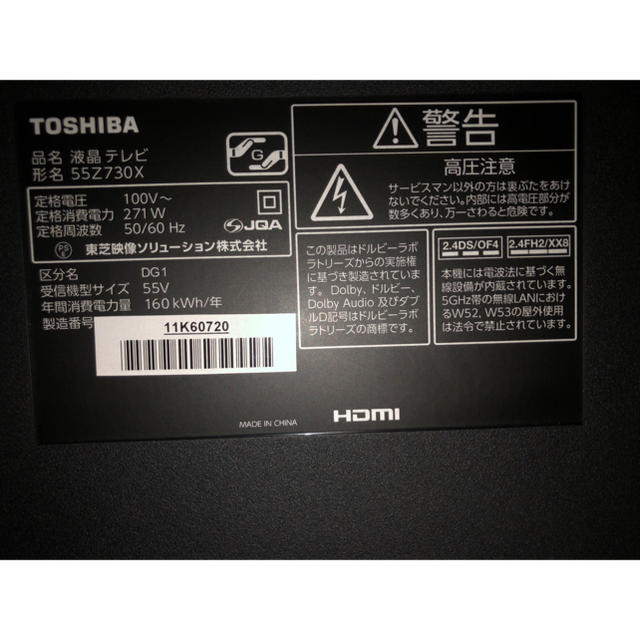 TOSHIBA
品名 液晶 テレビ
形名 55Z730X
G
定格電圧 100V～
定格消費電力 271W
定格周波数 50/60 Hz
JQA
PS E 東芝映像ソリューション株式会社
区分名 DG1
受信機型サイズ 55V
年間消費電力量 160kWh/年
製造番号
11K60720
MADE IN CHINA
HDMI
警告
高圧注意
サービスマン以外の方は裏ぶたをあけ
ないでください。内部には高電圧部分が
数多くあり、万一さわると危険です。
この製品はドルビーラボ
ラトリーズからの実施権
に基づき製造されていま
す。Dolby、ドルビー、
Dolby Audio 及びダブ
ルD記号はドルビーラボ
ラトリーズの商標です。
2.4DS/OF4 2.4FH2/XX8
本機には電波法に基づく無
線設備が内蔵されています。
5GHz帯の無線LANにおけ
るW52、W53の屋外使用
は法令で禁止されています。